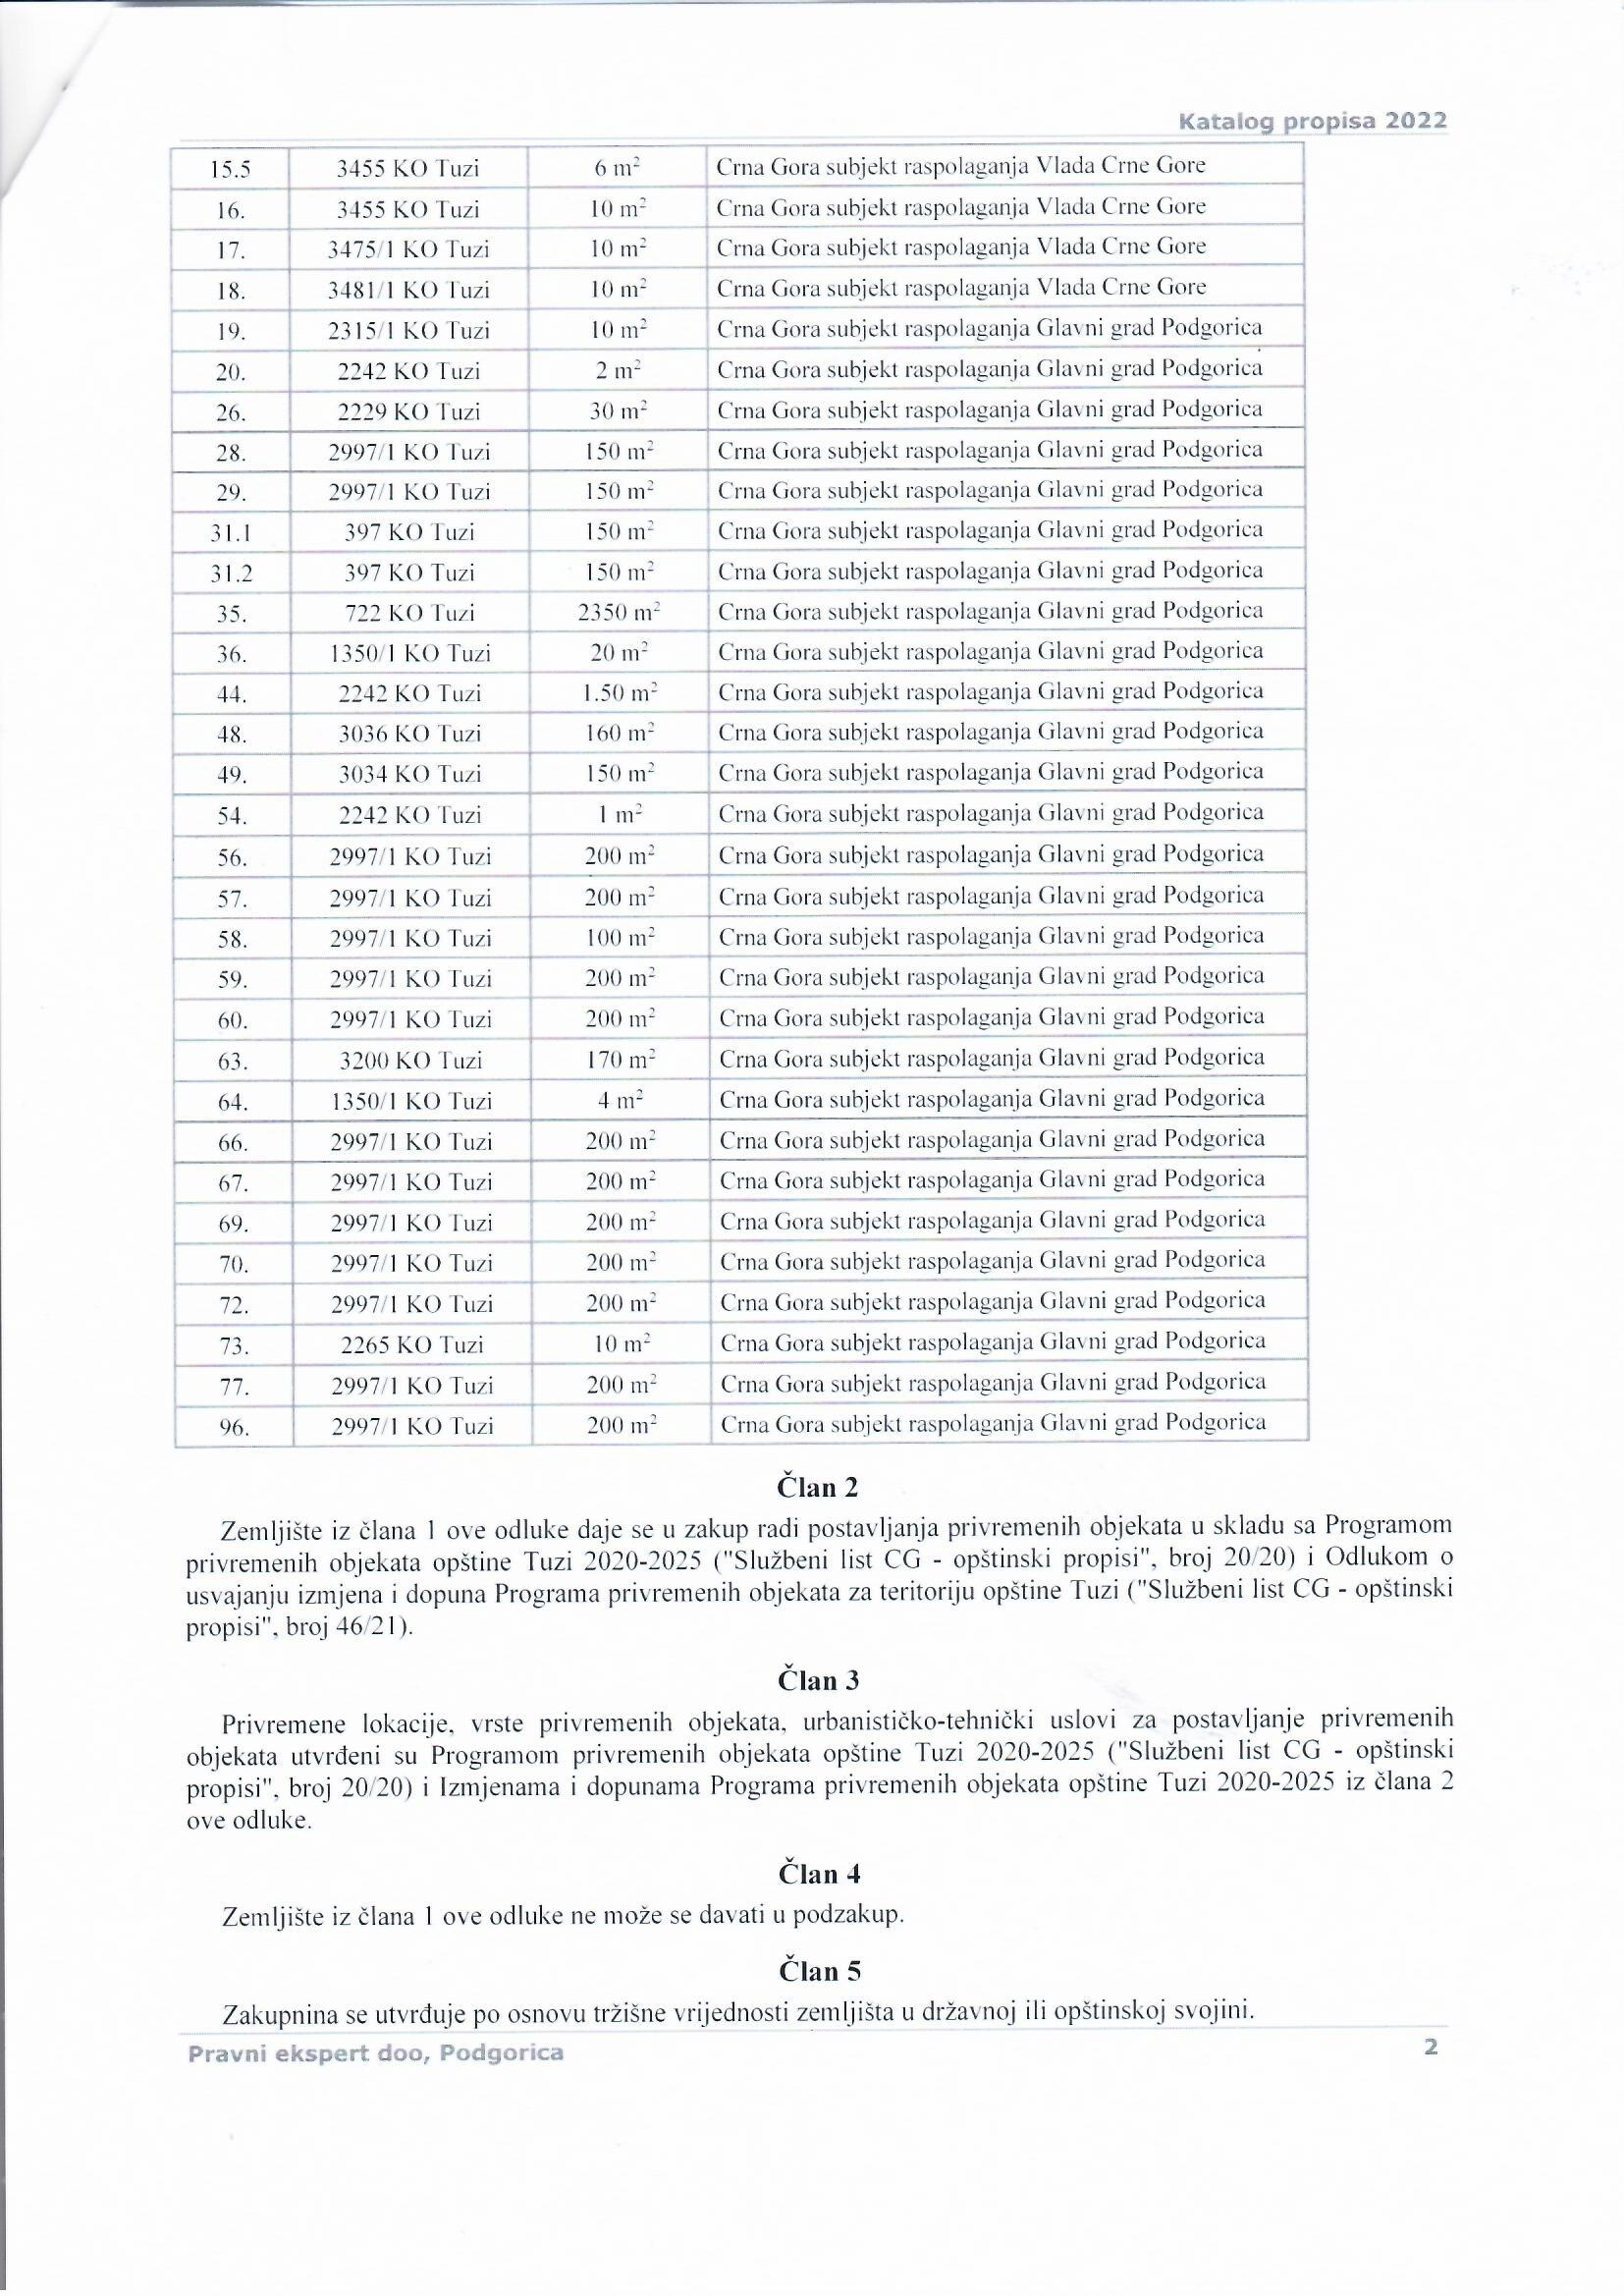 Katalog propisa 2022
15.5 3455 KO Tuzi 6 m² Crna Gora subjekt raspolaganja Vlada Crne Gore
16. 3455 KO Tuzi 10 m² Crna Gora subjekt raspolaganja Vlada Crne Gore
17. 3475/1 KO Tuzi 10 m² Crna Gora subjekt raspolaganja Vlada Crne Gore
18. 3481/1 KO Tuzi 10 m² Crna Gora subjekt raspolaganja Vlada Crne Gore
19. 2315/1 KO Tuzi 10 m² Crna Gora subjekt raspolaganja Glavni grad Podgorica
20. 2242 KO Tuzi 2 m² Crna Gora subjekt raspolaganja Glavni grad Podgorica
26. 2229 KO Tuzi 30 m² Crna Gora subjekt raspolaganja Glavni grad Podgorica
28. 2997/1 KO Tuzi 150 m² Crna Gora subjekt raspolaganja Glavni grad Podgorica
29. 2997/1 KO Tuzi 150 m² Crna Gora subjekt raspolaganja Glavni grad Podgorica
31.1 397 KO Tuzi 150 m² Crna Gora subjekt raspolaganja Glavni grad Podgorica
31.2 397 KO Tuzi 150 m² Crna Gora subjekt raspolaganja Glavni grad Podgorica
35. 722 KO Tuzi 2350 m² Crna Gora subjekt raspolaganja Glavni grad Podgorica
36. 1350/1 KO Tuzi 20 m² Crna Gora subjekt raspolaganja Glavni grad Podgorica
44. 2242 KO Tuzi 1.50 m² Crna Gora subjekt raspolaganja Glavni grad Podgorica
48. 3036 KO Tuzi 160 m² Crna Gora subjekt raspolaganja Glavni grad Podgorica
49. 3034 KO Tuzi 150 m² Crna Gora subjekt raspolaganja Glavni grad Podgorica
54. 2242 KO Tuzi 1 m² Crna Gora subjekt raspolaganja Glavni grad Podgorica
56. 2997/1 KO Tuzi 200 m² Crna Gora subjekt raspolaganja Glavni grad Podgorica
57. 2997/1 KO Tuzi 200 m² Crna Gora subjekt raspolaganja Glavni grad Podgorica
58. 2997/1 KO Tuzi 100 m² Crna Gora subjekt raspolaganja Glavni grad Podgorica
59. 2997/1 KO Tuzi 200 m² Crna Gora subjekt raspolaganja Glavni grad Podgorica
60. 2997/1 KO Tuzi 200 m² Crna Gora subjekt raspolaganja Glavni grad Podgorica
63. 3200 KO Tuzi 170 m² Crna Gora subjekt raspolaganja Glavni grad Podgorica
64. 1350/1 KO Tuzi 4 m² Crna Gora subjekt raspolaganja Glavni grad Podgorica
66. 2997/1 KO Tuzi 200 m² Crna Gora subjekt raspolaganja Glavni grad Podgorica
67. 2997/1 KO Tuzi 200 m² Crna Gora subjekt raspolaganja Glavni grad Podgorica
69. 2997/1 KO Tuzi 200 m² Crna Gora subjekt raspolaganja Glavni grad Podgorica
70. 2997/1 KO Tuzi 200 m² Crna Gora subjekt raspolaganja Glavni grad Podgorica
72. 2997/1 KO Tuzi 200 m² Crna Gora subjekt raspolaganja Glavni grad Podgorica
73. 2265 KO Tuzi 10 m² Crna Gora subjekt raspolaganja Glavni grad Podgorica
77. 2997/1 KO Tuzi 200 m² Crna Gora subjekt raspolaganja Glavni grad Podgorica
96. 2997/1 KO Tuzi 200 m² Crna Gora subjekt raspolaganja Glavni grad Podgorica
Član 2
Zemljište iz člana 1 ove odluke daje se u zakup radi postavljanja privremenih objekata u skladu sa Programom
privremenih objekata opštine Tuzi 2020-2025 ("Službeni list CG - opštinski propisi", broj 20/20) i Odlukom o
usvajanju izmjena i dopuna Programa privremenih objekata za teritoriju opštine Tuzi ("Službeni list CG - opštinski
propisi", broj 46/21).
Član 3
Privremene lokacije, vrste privremenih objekata, urbanističko-tehnički uslovi za postavljanje privremenih
objekata utvrđeni su Programom privremenih objekata opštine Tuzi 2020-2025 ("Službeni list CG - opštinski
propisi", broj 20/20) i Izmjenama i dopunama Programa privremenih objekata opštine Tuzi 2020-2025 iz člana 2
ove odluke.
Član 4
Zemljište iz člana 1 ove odluke ne može se davati u podzakup.
Član 5
Zakupnina se utvrđuje po osnovu tržišne vrijednosti zemljišta u državnoj ili opštinskoj svojini.
Pravni ekspert doo, Podgorica 2